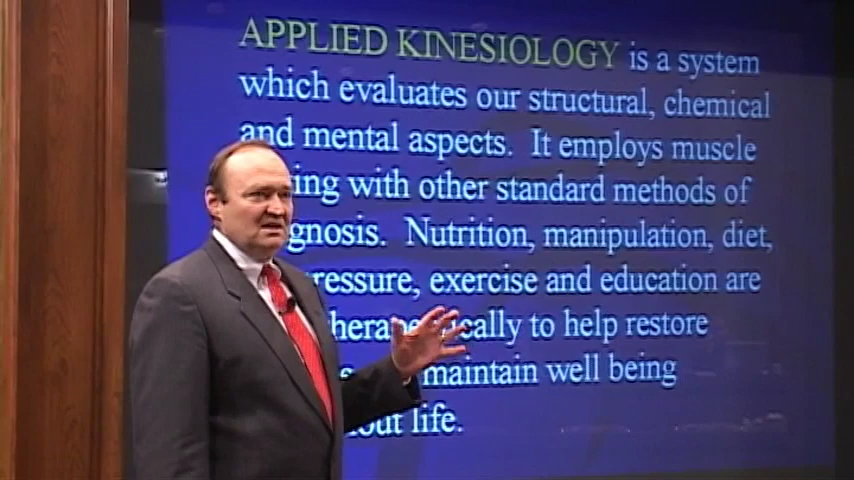 APPLIED KINESIOLOGY is a system
which evaluates our structural, chemical
and mental aspects. It employs muscle
ing with other standard methods of
gnosis. Nutrition, manipulation, diet,
ressure, exercise and education are
herapeutically to help restore
maintain well being
out life.